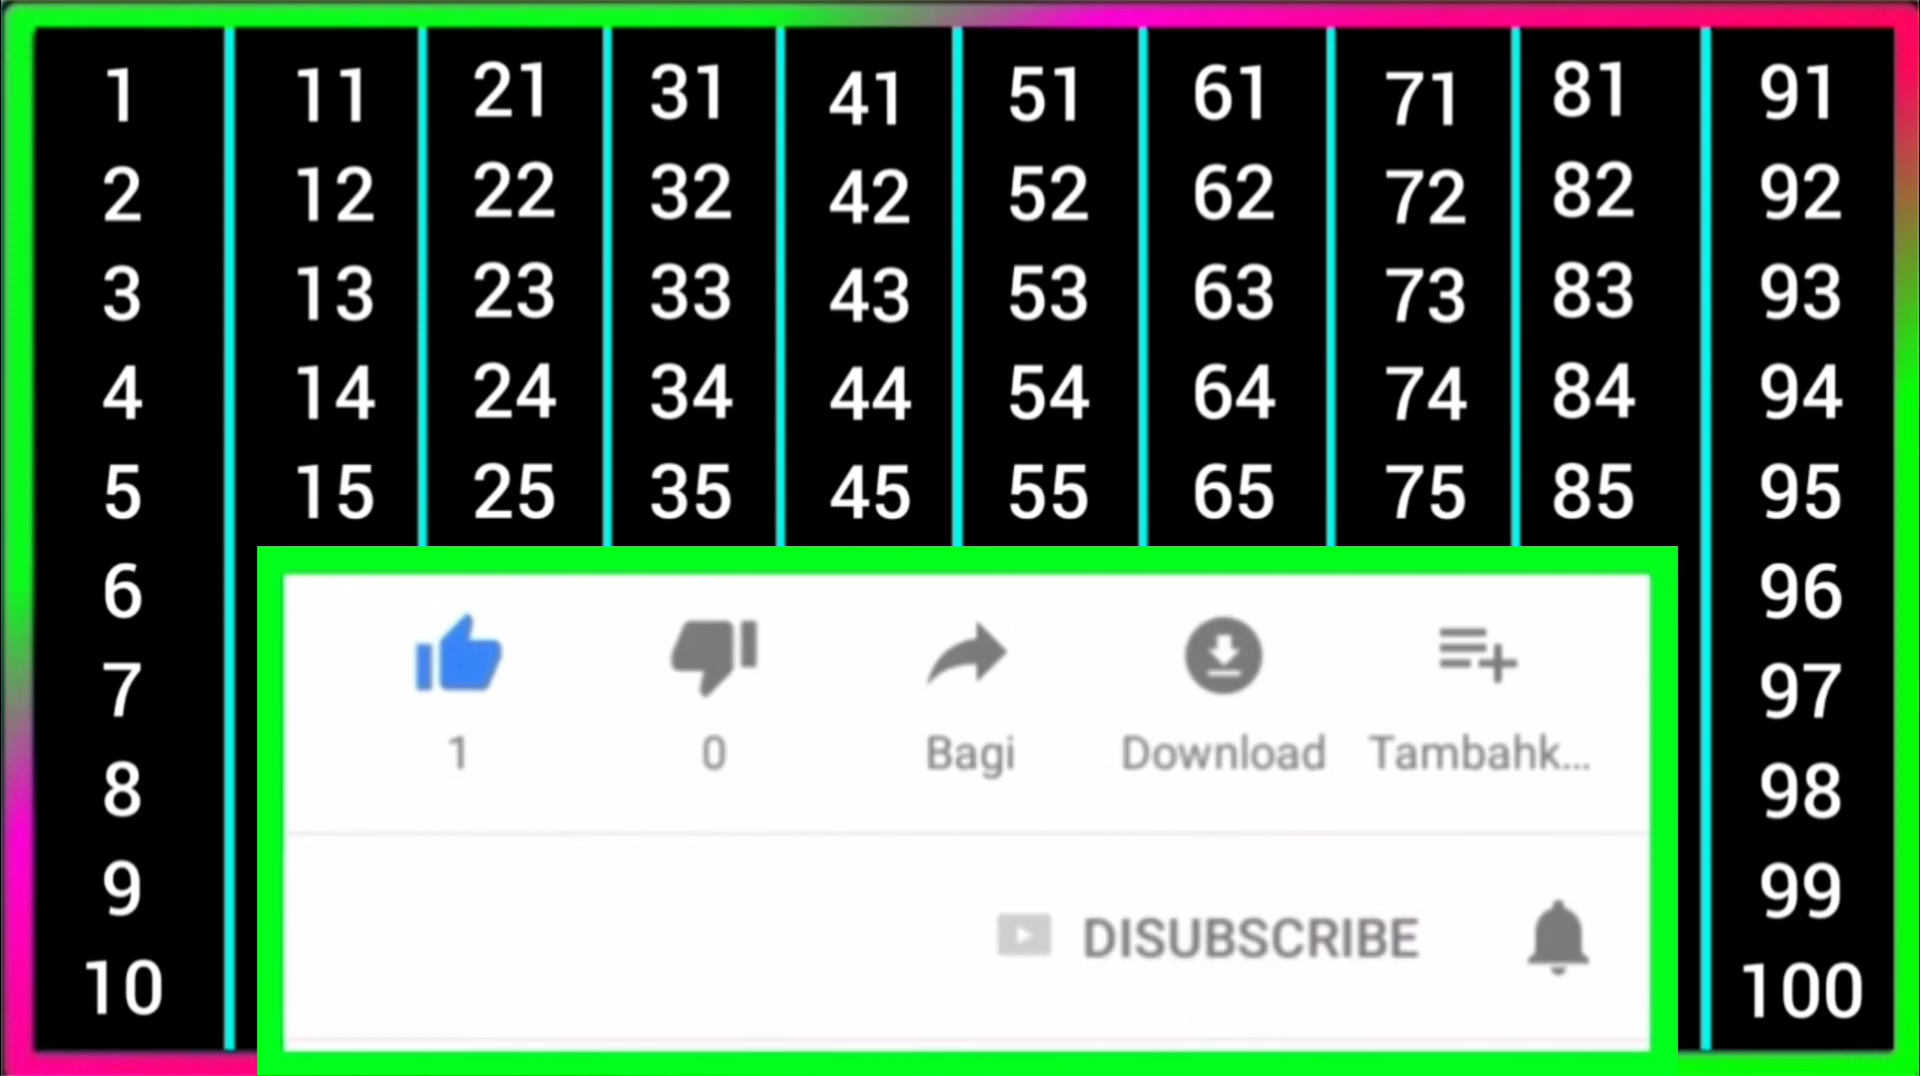 1 11 21 31 41 51 61 71 81 91
2 12 22 32 42 52 62 72 82 92
3 13 23 33 43 53 63 73 83 93
4 14 24 34 44 54 64 74 84 94
5 15 25 35 45 55 65 75 85 95
6 96
7 97
8 98
9 99
10 100
1 0 Bagi Download Tambahk...
DISUBSCRIBE